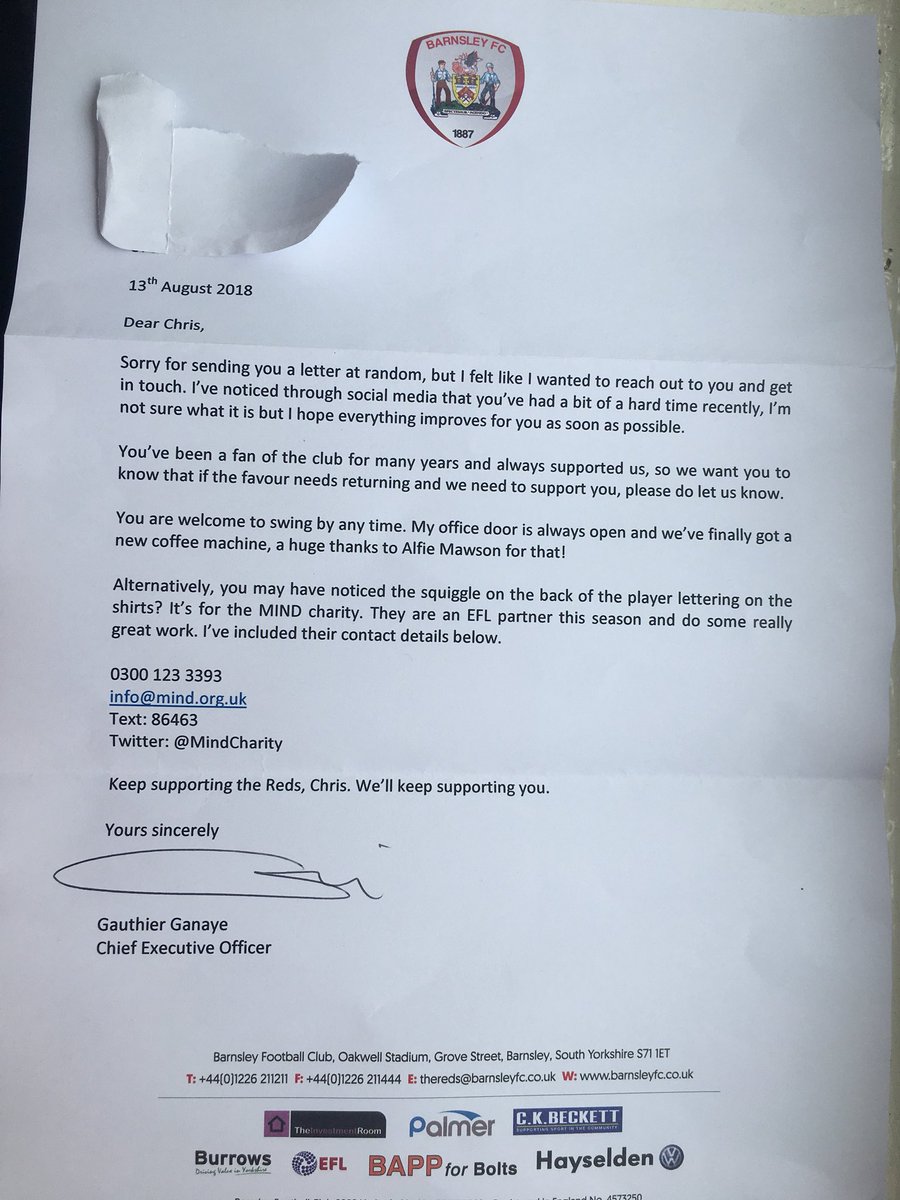 BARNSLEY FC
1887
13th August 2018
Dear Chris,
Sorry for sending you a letter at random, but I felt like I wanted to reach out to you and get
in touch. I've noticed through social media that you've had a bit of a hard time recently, I'm
not sure what it is but I hope everything improves for you as soon as possible.
You've been a fan of the club for many years and always supported us, so we want you to
know that if the favour needs returning and we need to support you, please do let us know.
You are welcome to swing by any time. My office door is always open and we've finally got a
new coffee machine, a huge thanks to Alfie Mawson for that!
Alternatively, you may have noticed the squiggle on the back of the player lettering on the
shirts? It's for the MIND charity. They are an EFL partner this season and do some really
great work. I've included their contact details below.
0300 123 3393
info@mind.org.uk
Text: 86463
Twitter: @MindCharity
Keep supporting the Reds, Chris. We'll keep supporting you.
Yours sincerely
Gauthier Ganaye
Chief Executive Officer
Barnsley Football Club, Oakwell Stadium, Grove Street, Barnsley, South Yorkshire S71 1ET
T: +44(0)1226 211211 F: +44(0)1226 211444 E: thereds@barnsleyfc.co.uk W: www.barnsleyfc.co.uk
TheInvestmentRoom
Palmer
C.K.BECKETT
SUPPORTING SPORT IN THE COMMUNITY
Burrows
Driving Value in Yorkshire
EFL
BAPP for Bolts
Hayselden